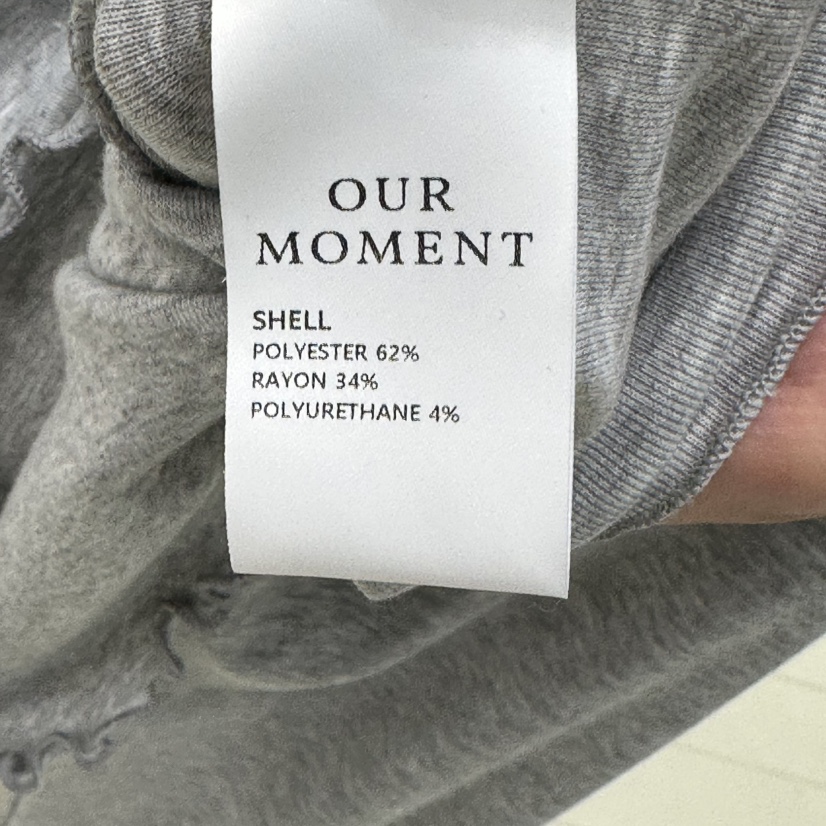 OUR
MOMENT
SHELL
POLYESTER 62%
RAYON 34%
POLYURETHANE 4%